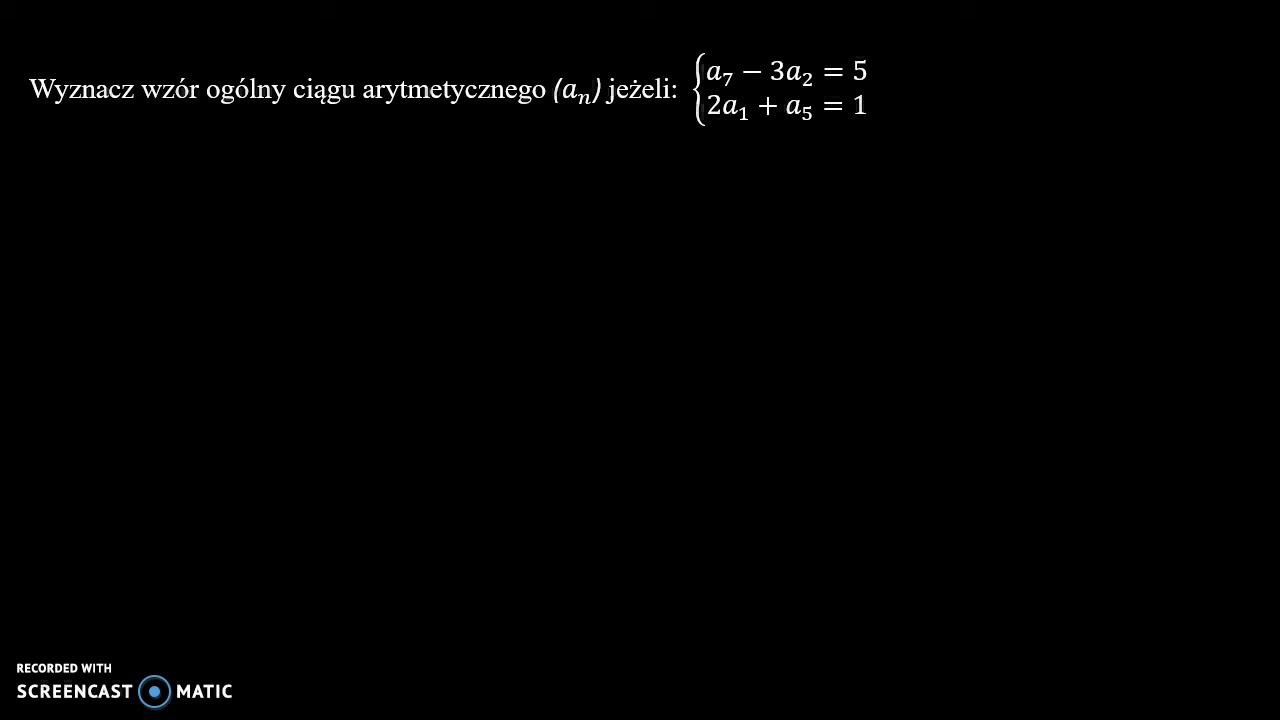 Wyznacz wzór ogólny ciągu arytmetycznego (aₙ) jeżeli: {a₇ − 3a₂ = 5
2a₁ + a₅ = 1
RECORDED WITH
SCREENCAST MATIC